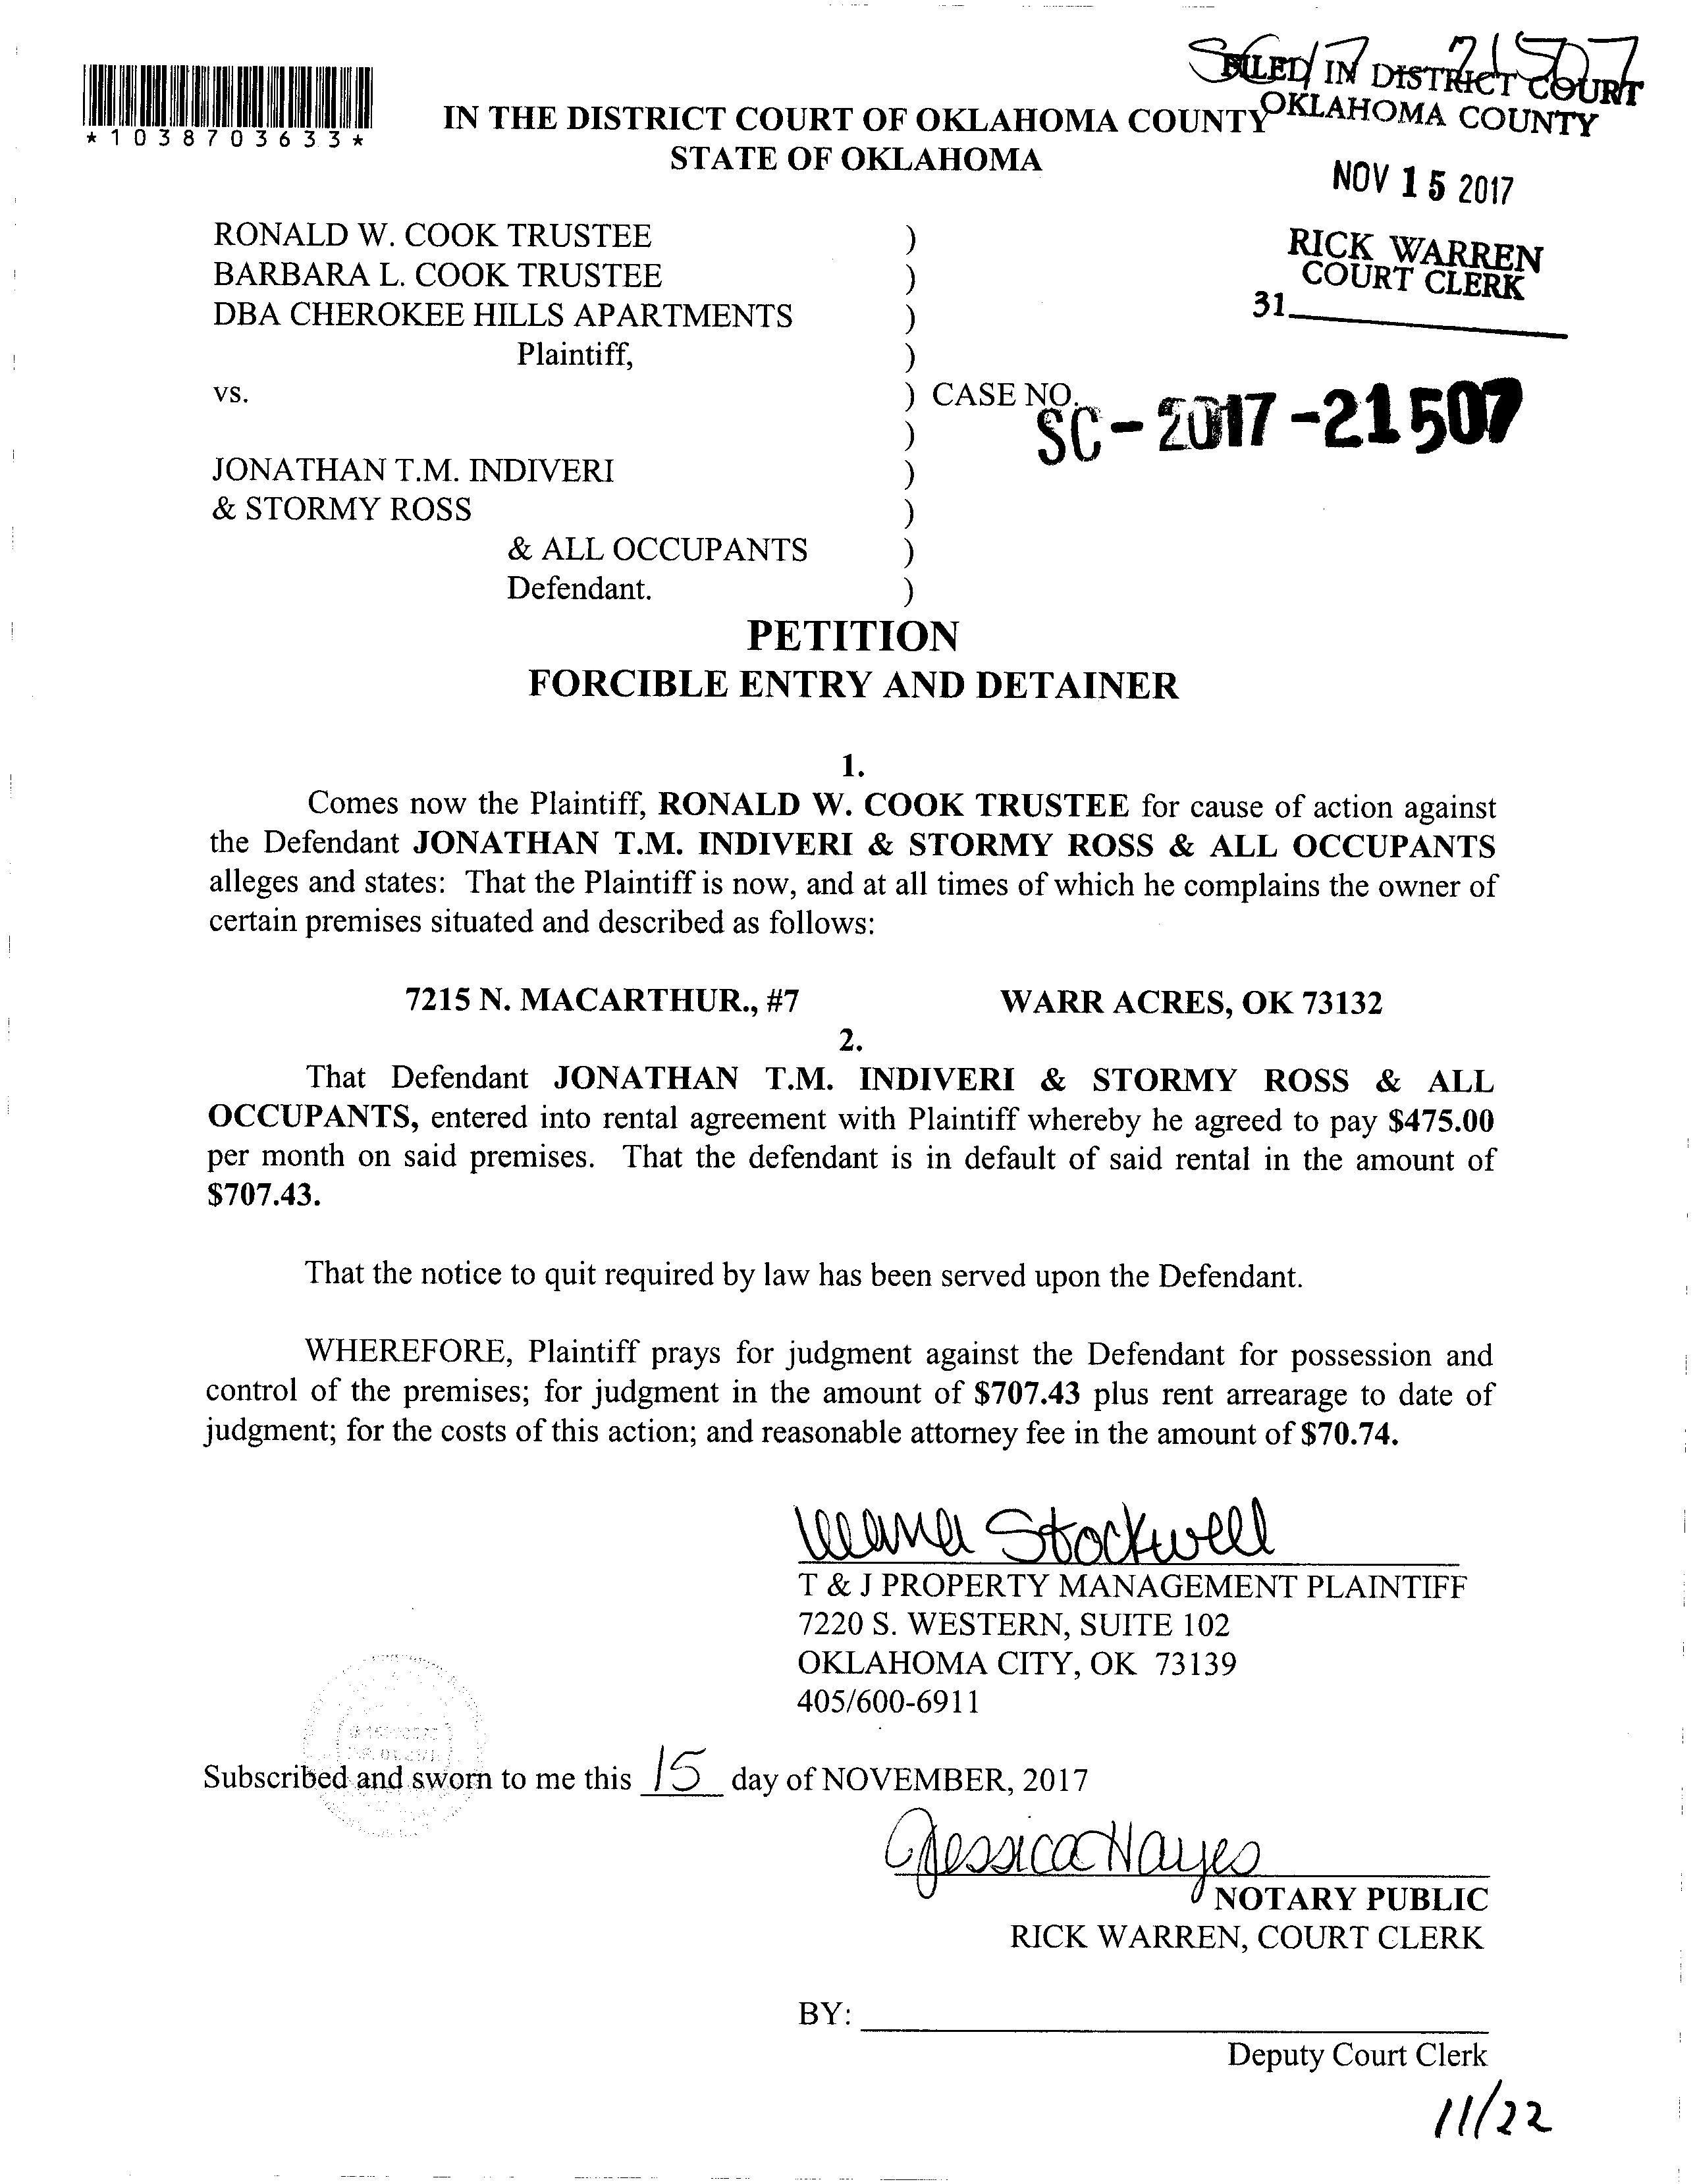 SC 17 21507
FILED IN DISTRICT COURT
OKLAHOMA COUNTY
*1038703633*
IN THE DISTRICT COURT OF OKLAHOMA COUNTY
STATE OF OKLAHOMA
NOV 15 2017
RICK WARREN
COURT CLERK
31
RONALD W. COOK TRUSTEE )
BARBARA L. COOK TRUSTEE )
DBA CHEROKEE HILLS APARTMENTS )
Plaintiff, )
vs. ) CASE NO. SC-2017-21507
)
JONATHAN T.M. INDIVERI )
& STORMY ROSS )
& ALL OCCUPANTS )
Defendant. )
PETITION
FORCIBLE ENTRY AND DETAINER
1.
Comes now the Plaintiff, RONALD W. COOK TRUSTEE for cause of action against
the Defendant JONATHAN T.M. INDIVERI & STORMY ROSS & ALL OCCUPANTS
alleges and states: That the Plaintiff is now, and at all times of which he complains the owner of
certain premises situated and described as follows:
7215 N. MACARTHUR., #7 WARR ACRES, OK 73132
2.
That Defendant JONATHAN T.M. INDIVERI & STORMY ROSS & ALL
OCCUPANTS, entered into rental agreement with Plaintiff whereby he agreed to pay $475.00
per month on said premises. That the defendant is in default of said rental in the amount of
$707.43.
That the notice to quit required by law has been served upon the Defendant.
WHEREFORE, Plaintiff prays for judgment against the Defendant for possession and
control of the premises; for judgment in the amount of $707.43 plus rent arrearage to date of
judgment; for the costs of this action; and reasonable attorney fee in the amount of $70.74.
Stockwell
T & J PROPERTY MANAGEMENT PLAINTIFF
7220 S. WESTERN, SUITE 102
OKLAHOMA CITY, OK 73139
405/600-6911
Subscribed and sworn to me this 15 day of NOVEMBER, 2017
Jessica Hayes
NOTARY PUBLIC
RICK WARREN, COURT CLERK
BY:
Deputy Court Clerk
11/22